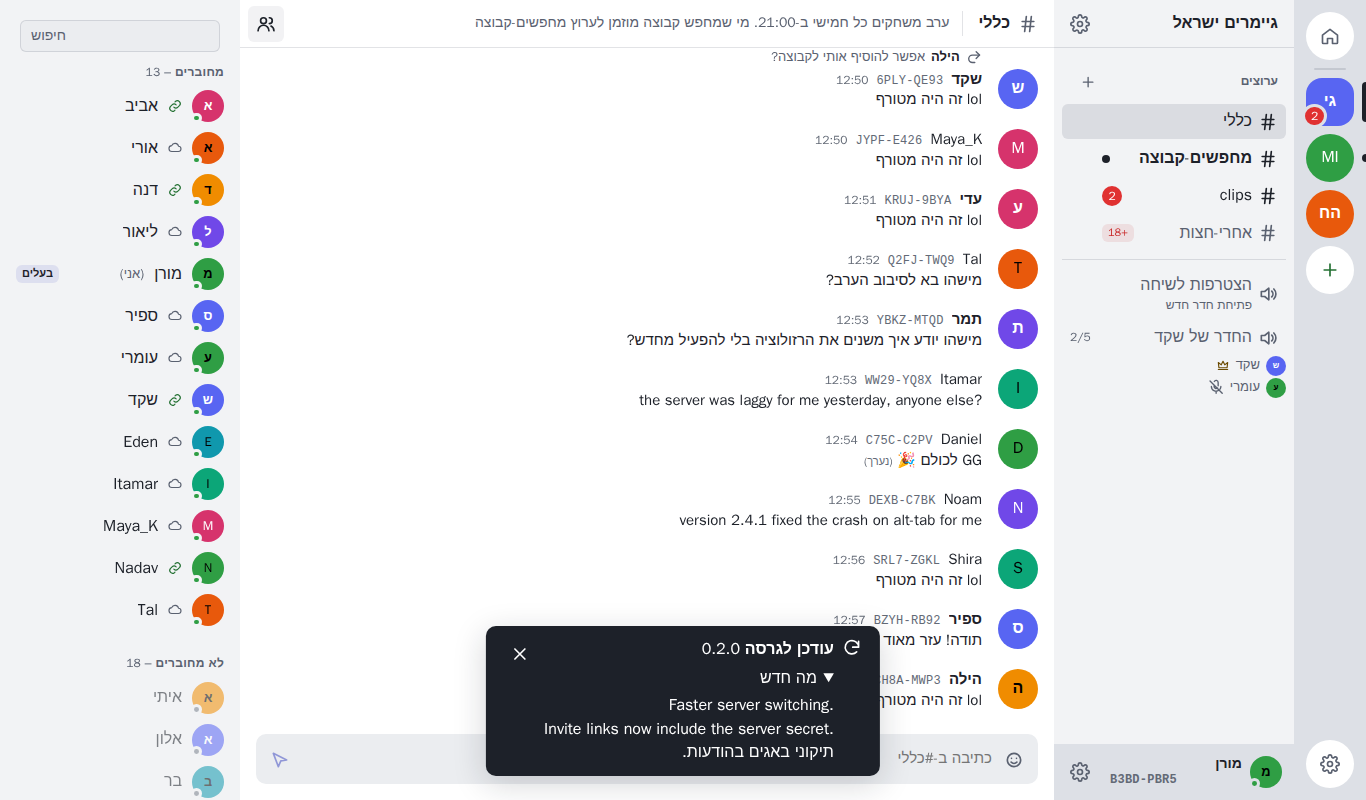 גי
2
MI
הח
גיימרים ישראל
ערוצים
כללי
מחפשים-קבוצה
clips
2
אחרי-חצות
18+
הצטרפות לשיחה
פתיחת חדר חדש
החדר של שקד
2/5
ש שקד
ע עומרי
מ מורן
B3BD-PBR5
# כללי
ערב משחקים כל חמישי ב-21:00. מי שמחפש קבוצה מוזמן לערוץ מחפשים-קבוצה
הילה אפשר להוסיף אותי לקבוצה?
ש שקד 6PLY-QE93 12:50
lol זה היה מטורף
M Maya_K JYPF-E426 12:50
lol זה היה מטורף
ע עדי KRUJ-9BYA 12:51
lol זה היה מטורף
T Tal Q2FJ-TWQ9 12:52
מישהו בא לסיבוב הערב?
ת תמר YBKZ-MTQD 12:53
מישהו יודע איך משנים את הרזולוציה בלי להפעיל מחדש?
I Itamar WW29-YQ8X 12:53
the server was laggy for me yesterday, anyone else?
D Daniel C75C-C2PV 12:54
GG לכולם 🎉 (נערך)
N Noam DEXB-C7BK 12:55
version 2.4.1 fixed the crash on alt-tab for me
S Shira SRL7-ZGKL 12:56
lol זה היה מטורף
ס ספיר BZYH-RB92 12:57
תודה! עזר מאוד
ה הילה
lol זה היה מטורף
כתיבה ב-#כללי
עודכן לגרסה 0.2.0
▼ מה חדש
Faster server switching.
Invite links now include the server secret.
תיקוני באגים בהודעות.
חיפוש
מחוברים – 13
א אביב
א אורי
ד דנה
ל ליאור
מ מורן (אני) בעלים
ס ספיר
ע עומרי
ש שקד
E Eden
I Itamar
M Maya_K
N Nadav
T Tal
לא מחוברים – 18
א איתי
א אלון
ב בר